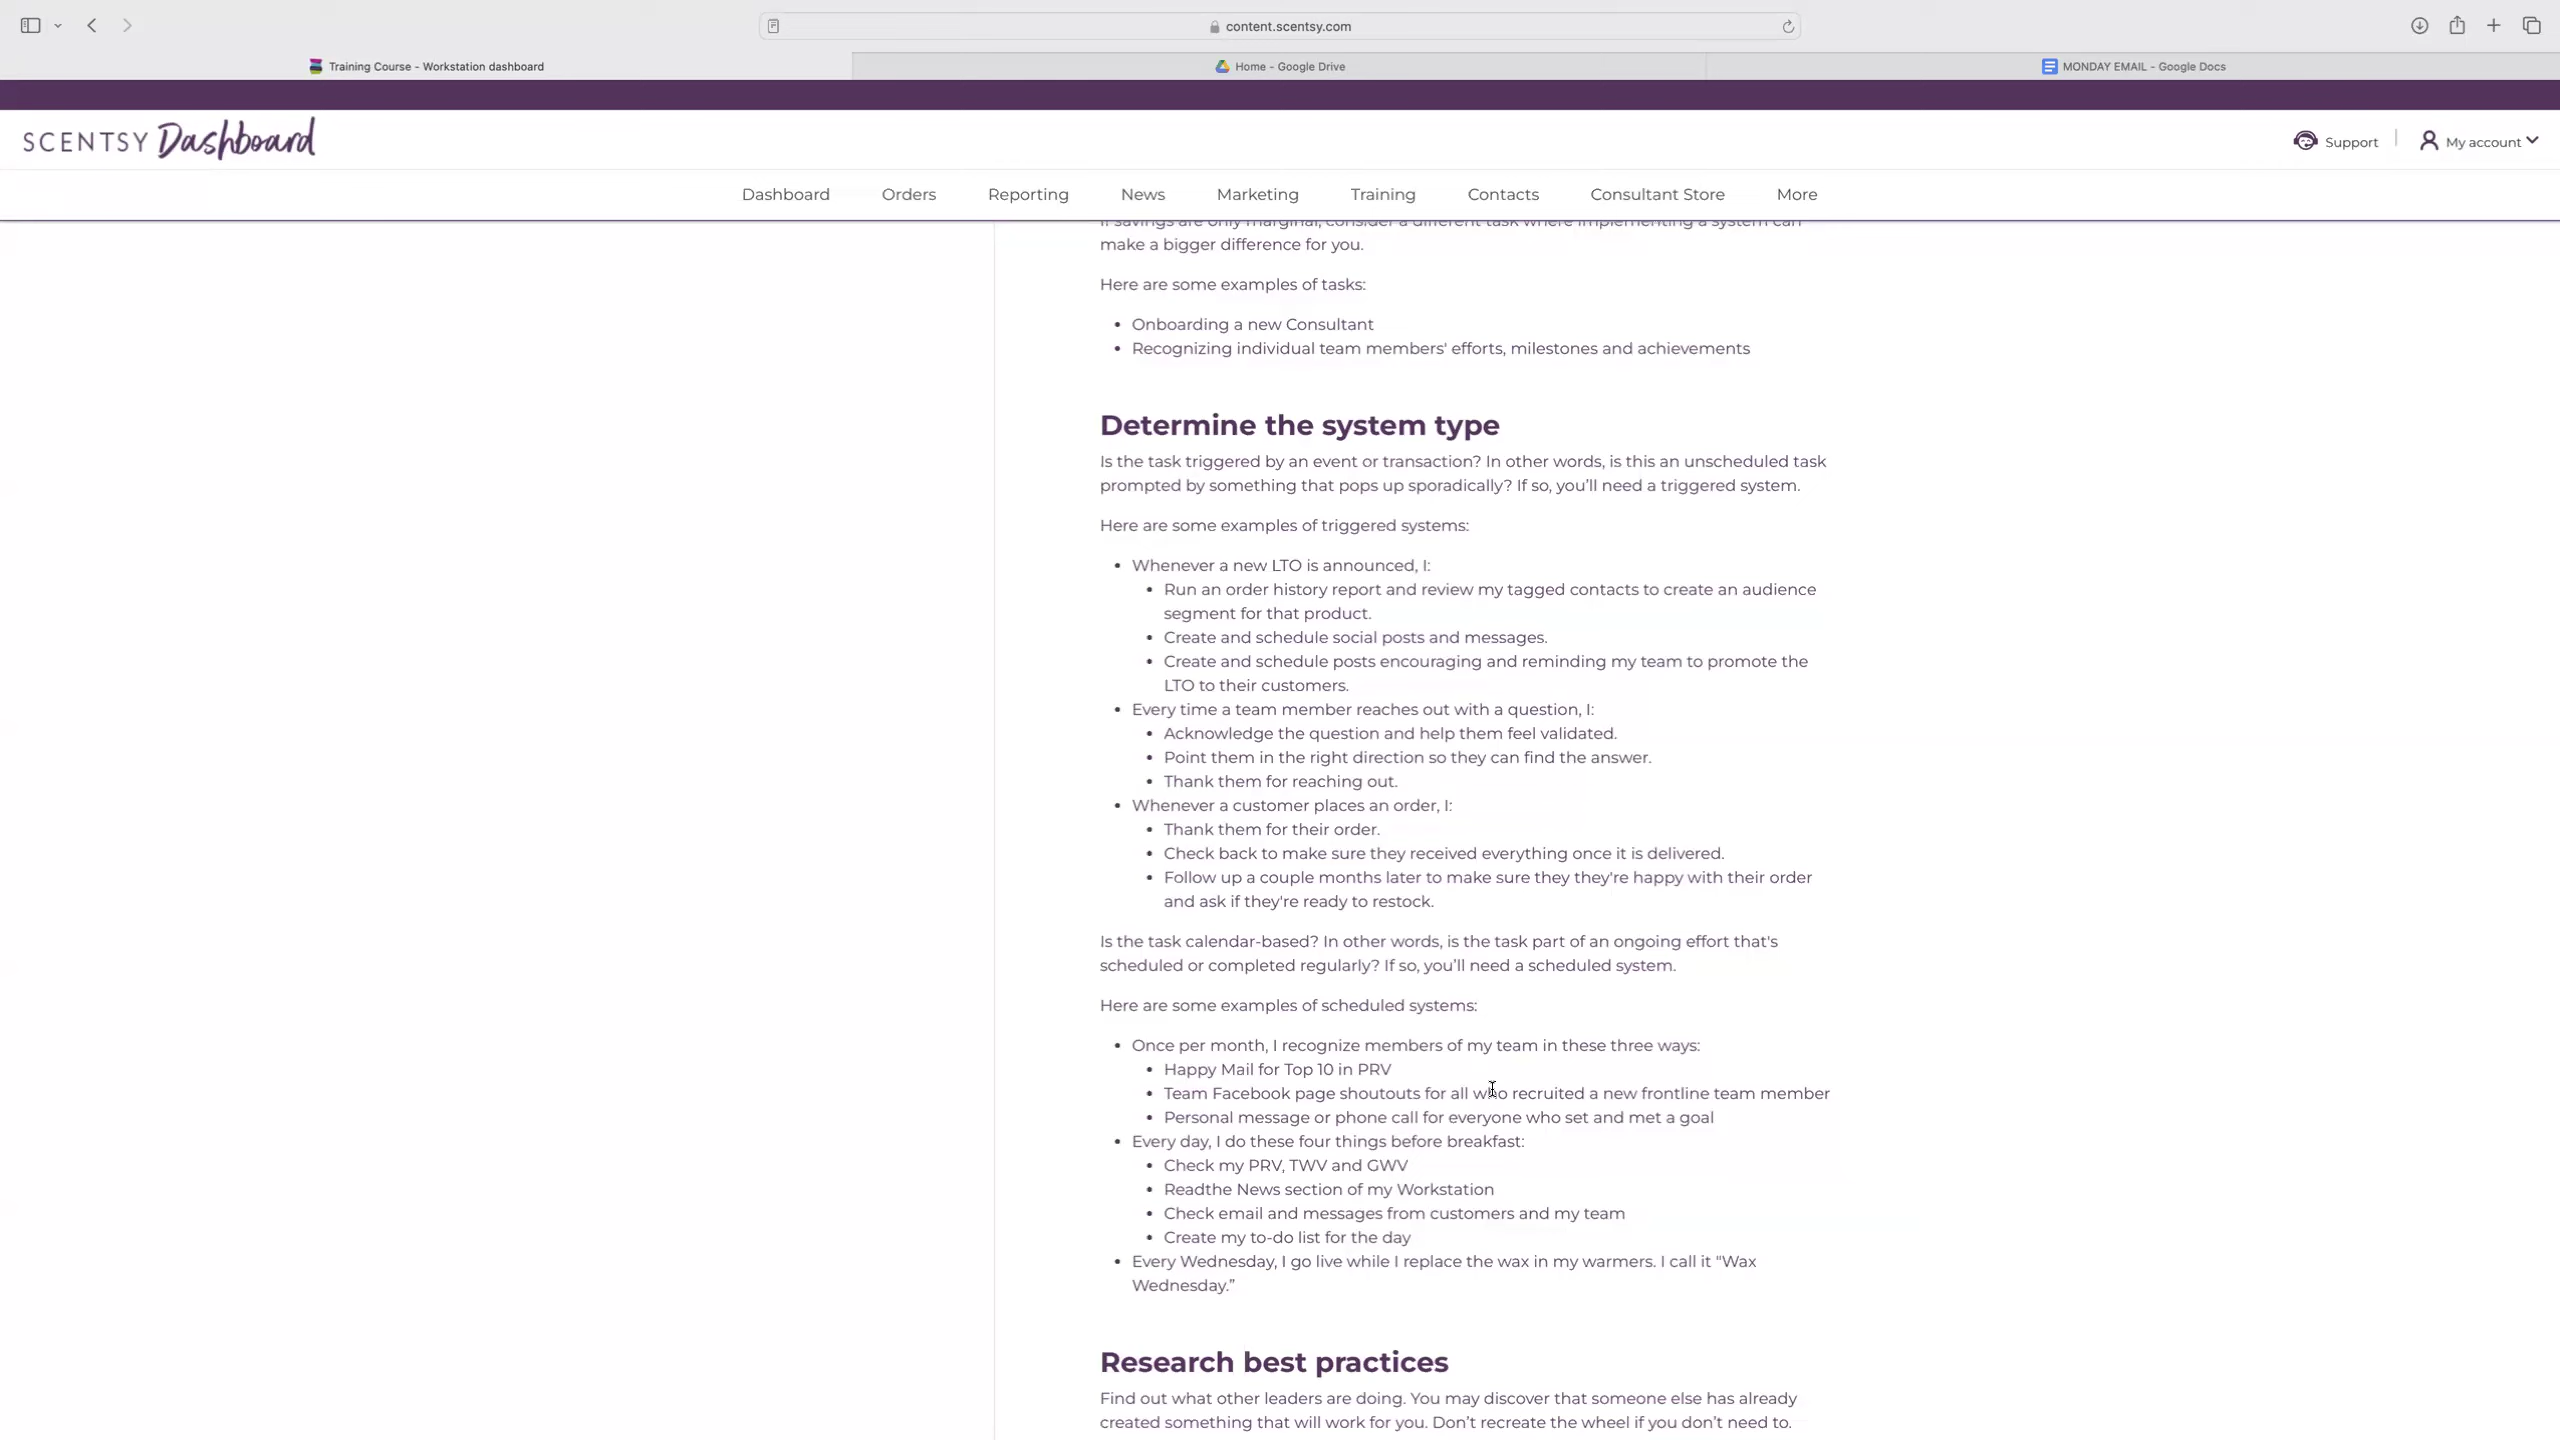 content.scentsy.com
Training Course - Workstation dashboard
Home - Google Drive
MONDAY EMAIL - Google Docs
SCENTSY Dashboard
Support
My account
Dashboard
Orders
Reporting
News
Marketing
Training
Contacts
Consultant Store
More
If savings are only marginal, consider a different task where implementing a system can
make a bigger difference for you.
Here are some examples of tasks:
• Onboarding a new Consultant
• Recognizing individual team members' efforts, milestones and achievements
Determine the system type
Is the task triggered by an event or transaction? In other words, is this an unscheduled task
prompted by something that pops up sporadically? If so, you’ll need a triggered system.
Here are some examples of triggered systems:
• Whenever a new LTO is announced, I:
• Run an order history report and review my tagged contacts to create an audience
segment for that product.
• Create and schedule social posts and messages.
• Create and schedule posts encouraging and reminding my team to promote the
LTO to their customers.
• Every time a team member reaches out with a question, I:
• Acknowledge the question and help them feel validated.
• Point them in the right direction so they can find the answer.
• Thank them for reaching out.
• Whenever a customer places an order, I:
• Thank them for their order.
• Check back to make sure they received everything once it is delivered.
• Follow up a couple months later to make sure they they're happy with their order
and ask if they're ready to restock.
Is the task calendar-based? In other words, is the task part of an ongoing effort that's
scheduled or completed regularly? If so, you’ll need a scheduled system.
Here are some examples of scheduled systems:
• Once per month, I recognize members of my team in these three ways:
• Happy Mail for Top 10 in PRV
• Team Facebook page shoutouts for all who recruited a new frontline team member
• Personal message or phone call for everyone who set and met a goal
• Every day, I do these four things before breakfast:
• Check my PRV, TWV and GWV
• Readthe News section of my Workstation
• Check email and messages from customers and my team
• Create my to-do list for the day
• Every Wednesday, I go live while I replace the wax in my warmers. I call it “Wax
Wednesday.”
Research best practices
Find out what other leaders are doing. You may discover that someone else has already
created something that will work for you. Don’t recreate the wheel if you don’t need to.